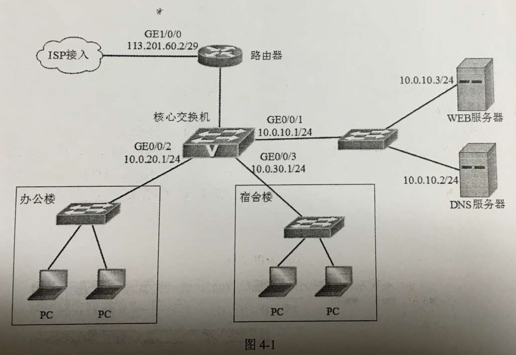 GE1/0/0
113.201.60.2/29
ISP接入
路由器
10.0.10.3/24
WEB服务器
核心交换机
GE0/0/1
10.0.10.1/24
GE0/0/2
10.0.20.1/24
GE0/0/3
10.0.30.1/24
10.0.10.2/24
DNS服务器
办公楼
宿舍楼
PC
PC
PC
PC
图 4-1